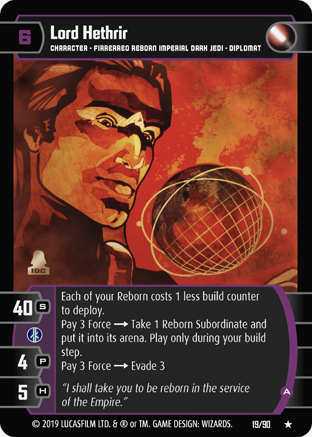 6
Lord Hethrir
CHARACTER - FIRRERREO REBORN IMPERIAL DARK JEDI - DIPLOMAT
IDC
40 S
4 P
5 H
Each of your Reborn costs 1 less build counter
to deploy.
Pay 3 Force → Take 1 Reborn Subordinate and
put it into its arena. Play only during your build
step.
Pay 3 Force → Evade 3
“I shall take you to be reborn in the service
of the Empire.”
A
© 2019 LUCASFILM LTD. & ® or TM. GAME DESIGN: WIZARDS. 19/90 ★